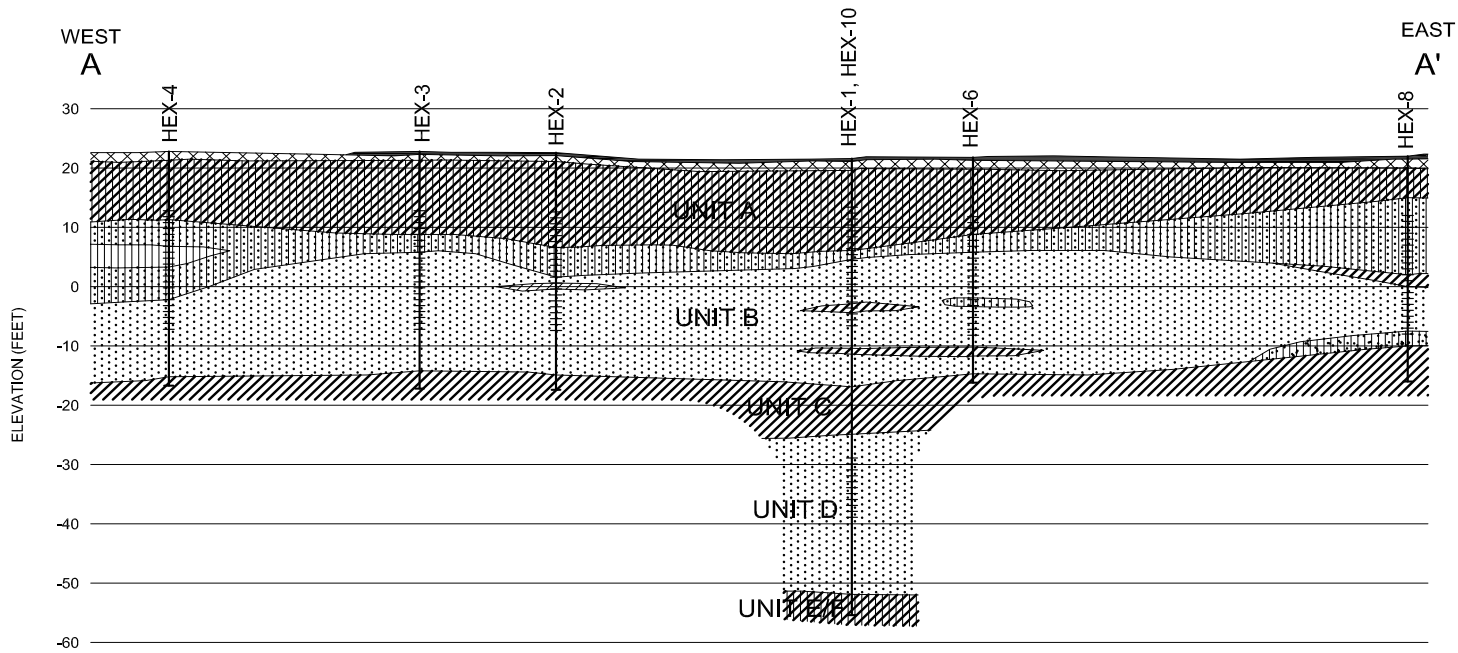 WEST
A
EAST
A'
HEX-4
HEX-3
HEX-2
HEX-1, HEX-10
HEX-6
HEX-8
ELEVATION (FEET)
30
20
10
0
-10
-20
-30
-40
-50
-60
UNIT A
UNIT B
UNIT C
UNIT D
UNIT E/F